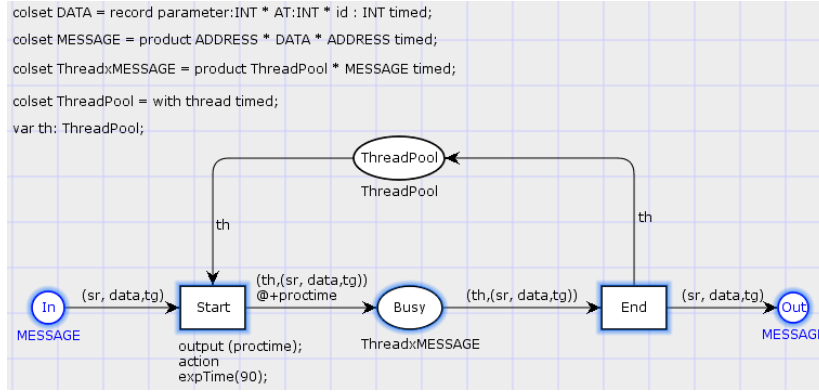 colset DATA = record parameter:INT * AT:INT * id : INT timed;
colset MESSAGE = product ADDRESS * DATA * ADDRESS timed;
colset ThreadxMESSAGE = product ThreadPool * MESSAGE timed;
colset ThreadPool = with thread timed;
var th: ThreadPool;
ThreadPool
ThreadPool
th
th
(sr, data,tg)
(th,(sr, data,tg))
@+proctime
(th,(sr, data,tg))
(sr, data,tg)
In
Start
Busy
End
Out
MESSAGE
ThreadxMESSAGE
MESSAGE
output (proctime);
action
expTime(90);